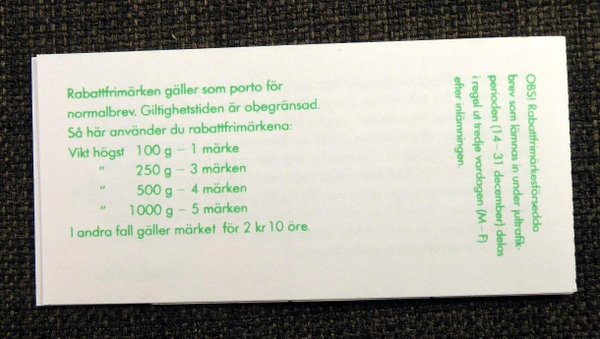 Rabattfrimärken gäller som porto för
normalbrev. Giltighetstiden är obegränsad.
Så här använder du rabattfrimärkena:
Vikt högst 100 g – 1 märke
" 250 g – 3 märken
" 500 g – 4 märken
" 1000 g – 5 märken
I andra fall gäller märket för 2 kr 10 öre.
OBS! Rabattfrimärkesförsedda
brev som lämnas in under jultrafik-
perioden (14 – 31 december) delas
i regel ut tredje vardagen (M – F)
efter inlämningen.